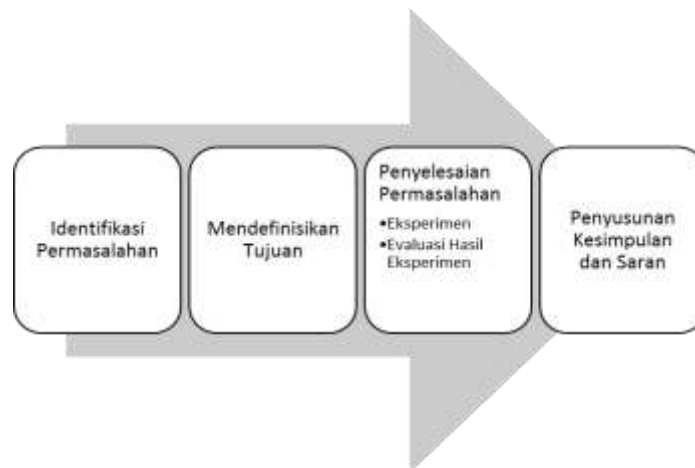 Identifikasi
Permasalahan
Mendefinisikan
Tujuan
Penyelesaian
Permasalahan
•Eksperimen
•Evaluasi Hasil
Eksperimen
Penyusunan
Kesimpulan
dan Saran